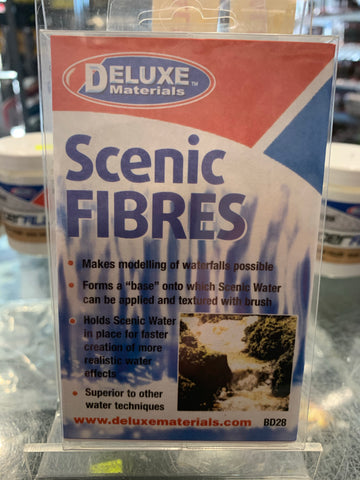 DELUXE™
Materials
Scenic
FIBRES
• Makes modelling of waterfalls possible
• Forms a "base" onto which Scenic Water
can be applied and textured with brush
• Holds Scenic Water
in place for faster
creation of more
realistic water
effects
• Superior to other
water techniques
www.deluxematerials.com BD28